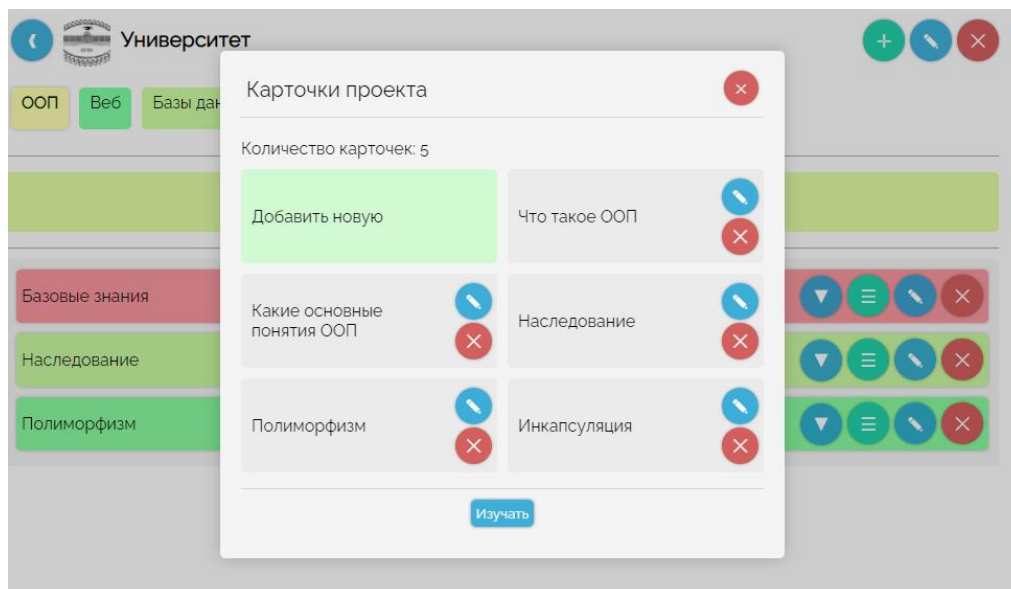 Университет
ООП
Веб
Базы дан
Карточки проекта
Количество карточек: 5
Добавить новую
Что такое ООП
Какие основные
понятия ООП
Наследование
Полиморфизм
Инкапсуляция
Изучать
Базовые знания
Наследование
Полиморфизм